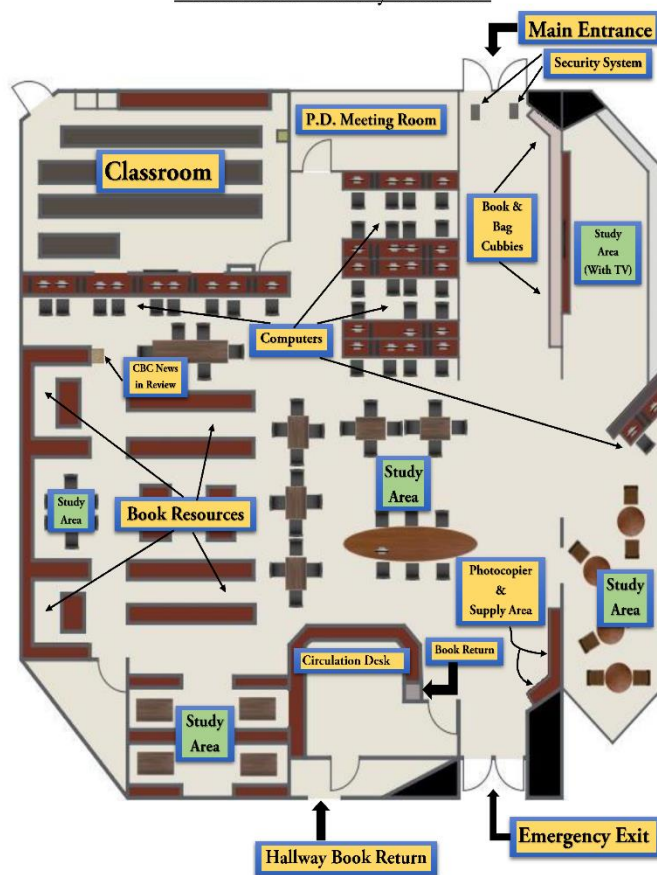 Main Entrance
Security System
P.D. Meeting Room
Classroom
Book &
Bag
Cubbies
Study
Area
(With TV)
Computers
CBC News
in Review
Study
Area
Book Resources
Study
Area
Photocopier
&
Supply Area
Study
Area
Circulation Desk
Book Return
Study
Area
Emergency Exit
Hallway Book Return